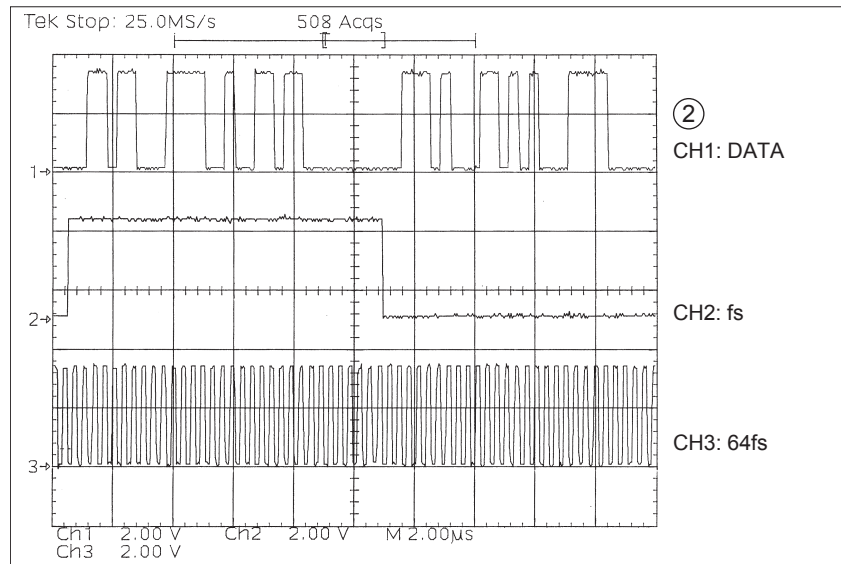 Tek Stop: 25.0MS/s 508 Acqs
②
CH1: DATA
1
CH2: fs
2
CH3: 64fs
3
Ch1 2.00 V Ch2 2.00 V M 2.00µs
Ch3 2.00 V